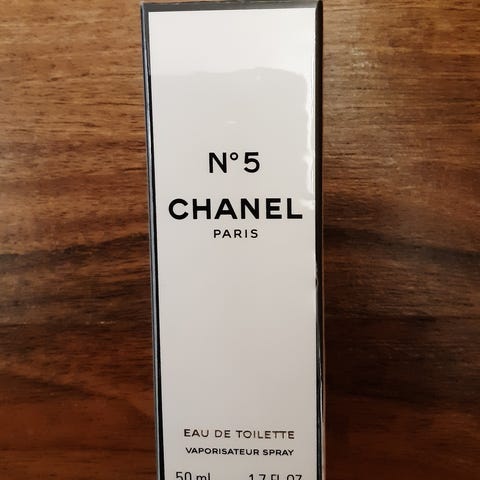 N°5
CHANEL
PARIS
EAU DE TOILETTE
VAPORISATEUR SPRAY
50 ml 1.7 FL OZ